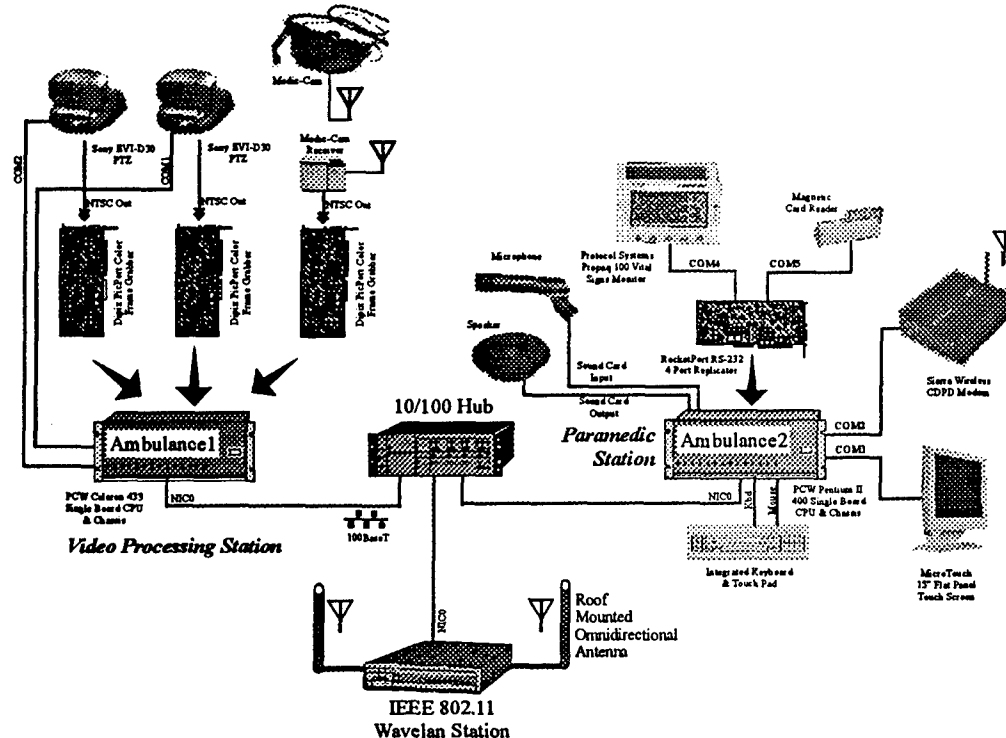 Medic-Cam
Sony EVI-D30
PTZ
Sony EVI-D30
PTZ
Medic-Cam
Receiver
COM2
COM1
NTSC Out
NTSC Out
NTSC Out
Dipix PicPort Color
Frame Grabber
Dipix PicPort Color
Frame Grabber
Dipix PicPort Color
Frame Grabber
Microphone
Speaker
Protocol Systems
Propaq 100 Vital
Signs Monitor
Magnetic
Card Reader
COM4
COM5
RocketPort RS-232
4 Port Replicator
Sierra Wireless
CDPD Modem
Sound Card
Input
Sound Card
Output
Ambulance1
10/100 Hub
Paramedic
Station
Ambulance2
COM2
COM1
PCW Celeron 433
Single Board CPU
& Chassis
NIC0
Video Processing Station
100BaseT
NIC0
Kbd
Mouse
PCW Pentium II
400 Single Board
CPU & Chassis
Integrated Keyboard
& Touch Pad
MicroTouch
15" Flat Panel
Touch Screen
NIC0
Roof
Mounted
Omnidirectional
Antenna
IEEE 802.11
Wavelan Station